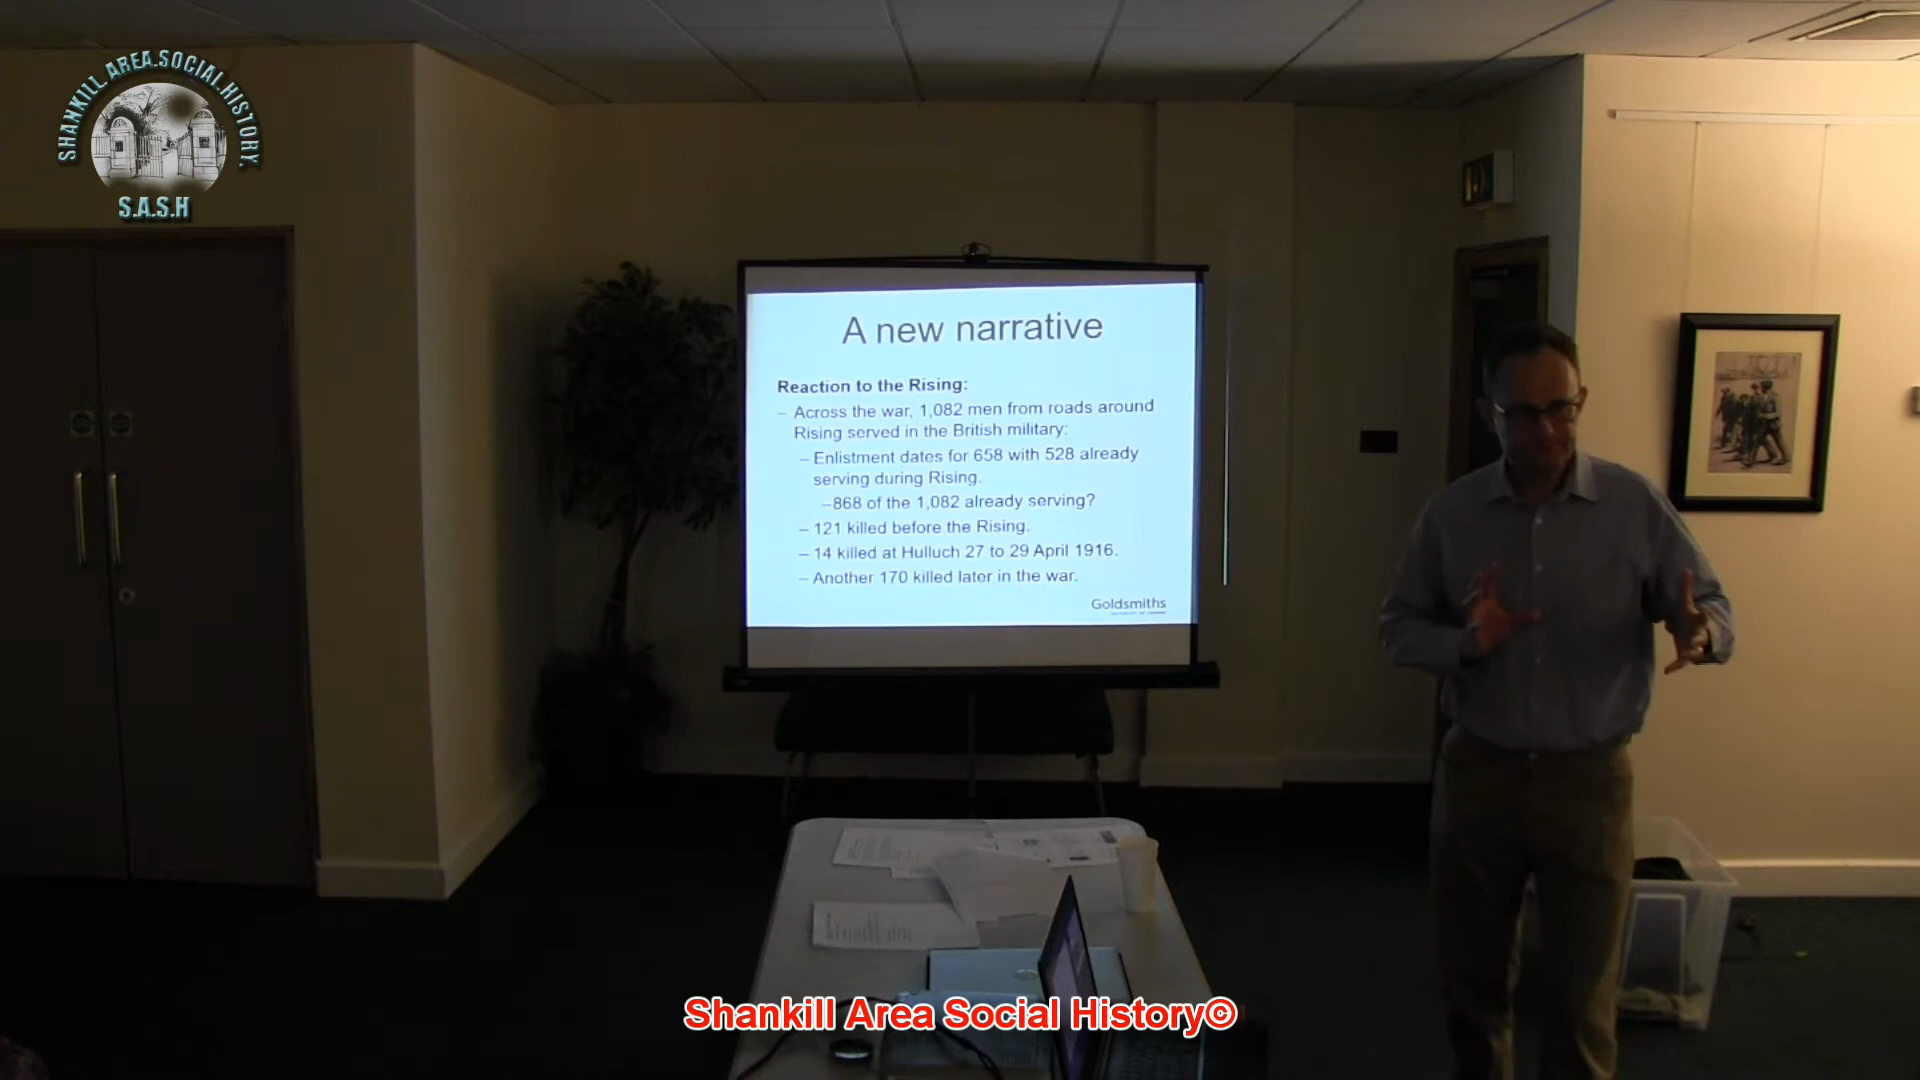 SHANKILL.AREA.SOCIAL.HISTORY.
S.A.S.H
A new narrative
Reaction to the Rising:
– Across the war, 1,082 men from roads around
Rising served in the British military:
– Enlistment dates for 658 with 528 already
serving during Rising.
–868 of the 1,082 already serving?
– 121 killed before the Rising.
– 14 killed at Hulluch 27 to 29 April 1916.
– Another 170 killed later in the war.
Goldsmiths
Shankill Area Social History©